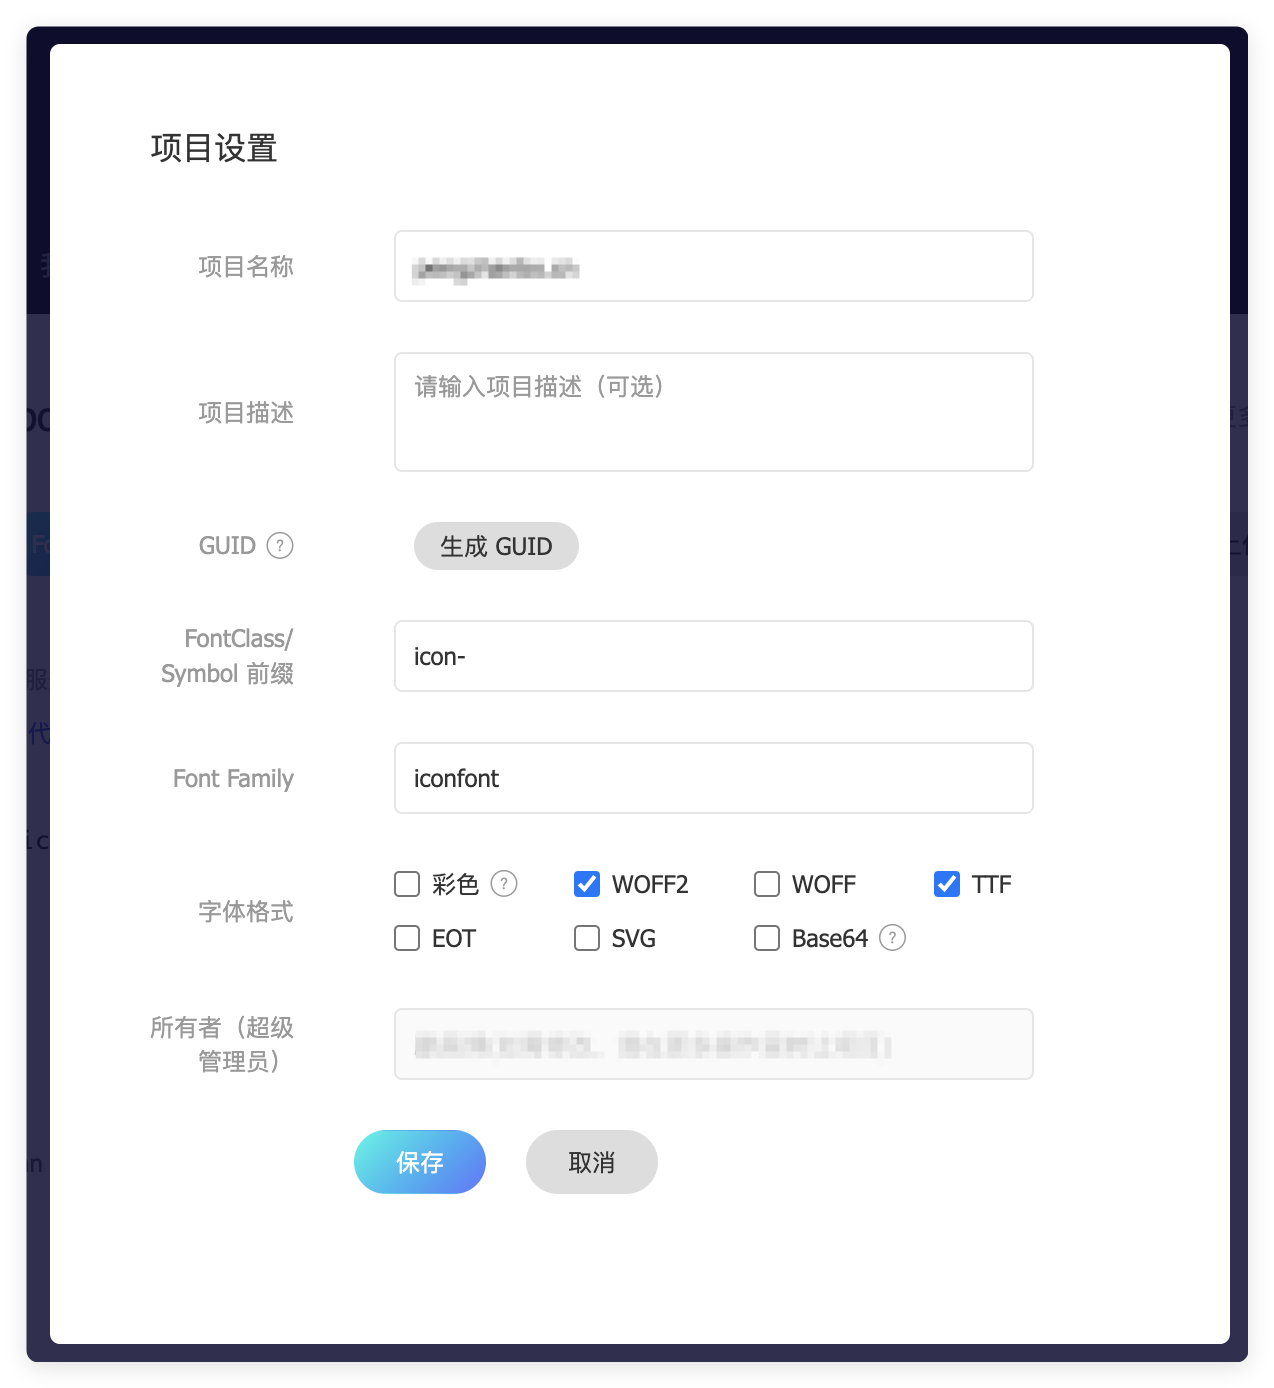 项目设置
项目名称
项目描述
请输入项目描述（可选）
GUID ?
生成 GUID
FontClass/
Symbol 前缀
icon-
Font Family
iconfont
字体格式
彩色 ? WOFF2 WOFF TTF
EOT SVG Base64 ?
所有者（超级
管理员）
保存 取消